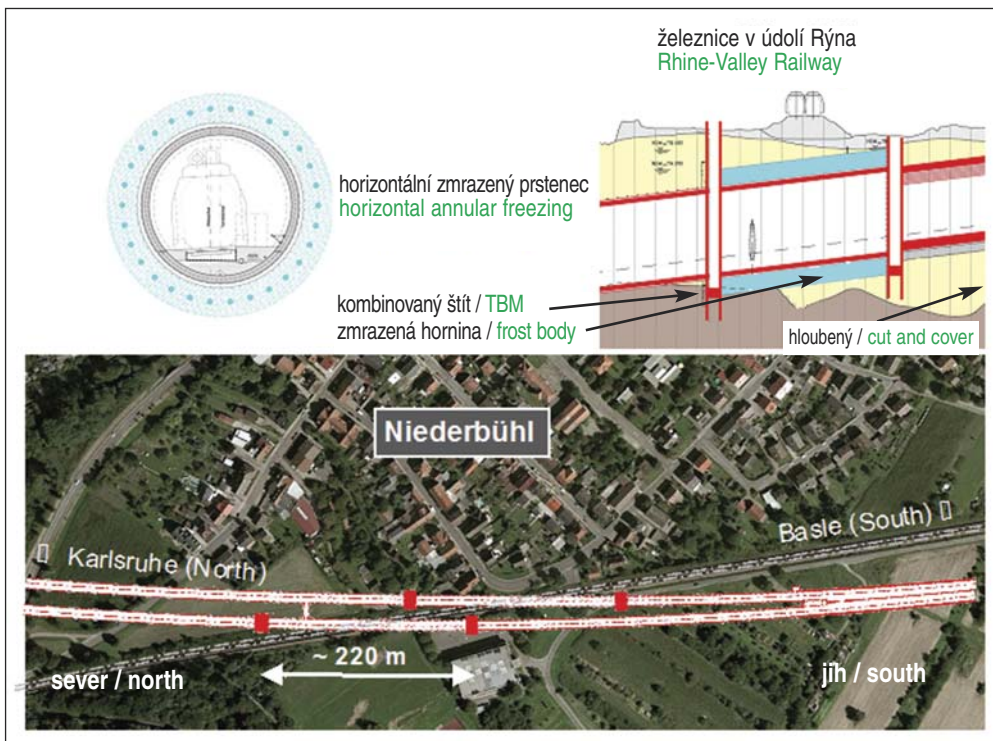 železnice v údolí Rýna
Rhine-Valley Railway
horizontální zmrazený prstenec
horizontal annular freezing
kombinovaný štít / TBM
zmrazená hornina / frost body
hloubený / cut and cover
Niederbühl
Basle (South)
Karlsruhe (North)
~ 220 m
sever / north
jih / south